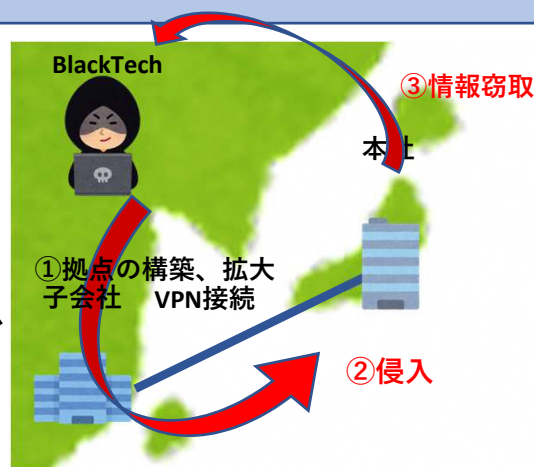 BlackTech
③情報窃取
本社
①拠点の構築、拡大
子会社 VPN接続
②侵入